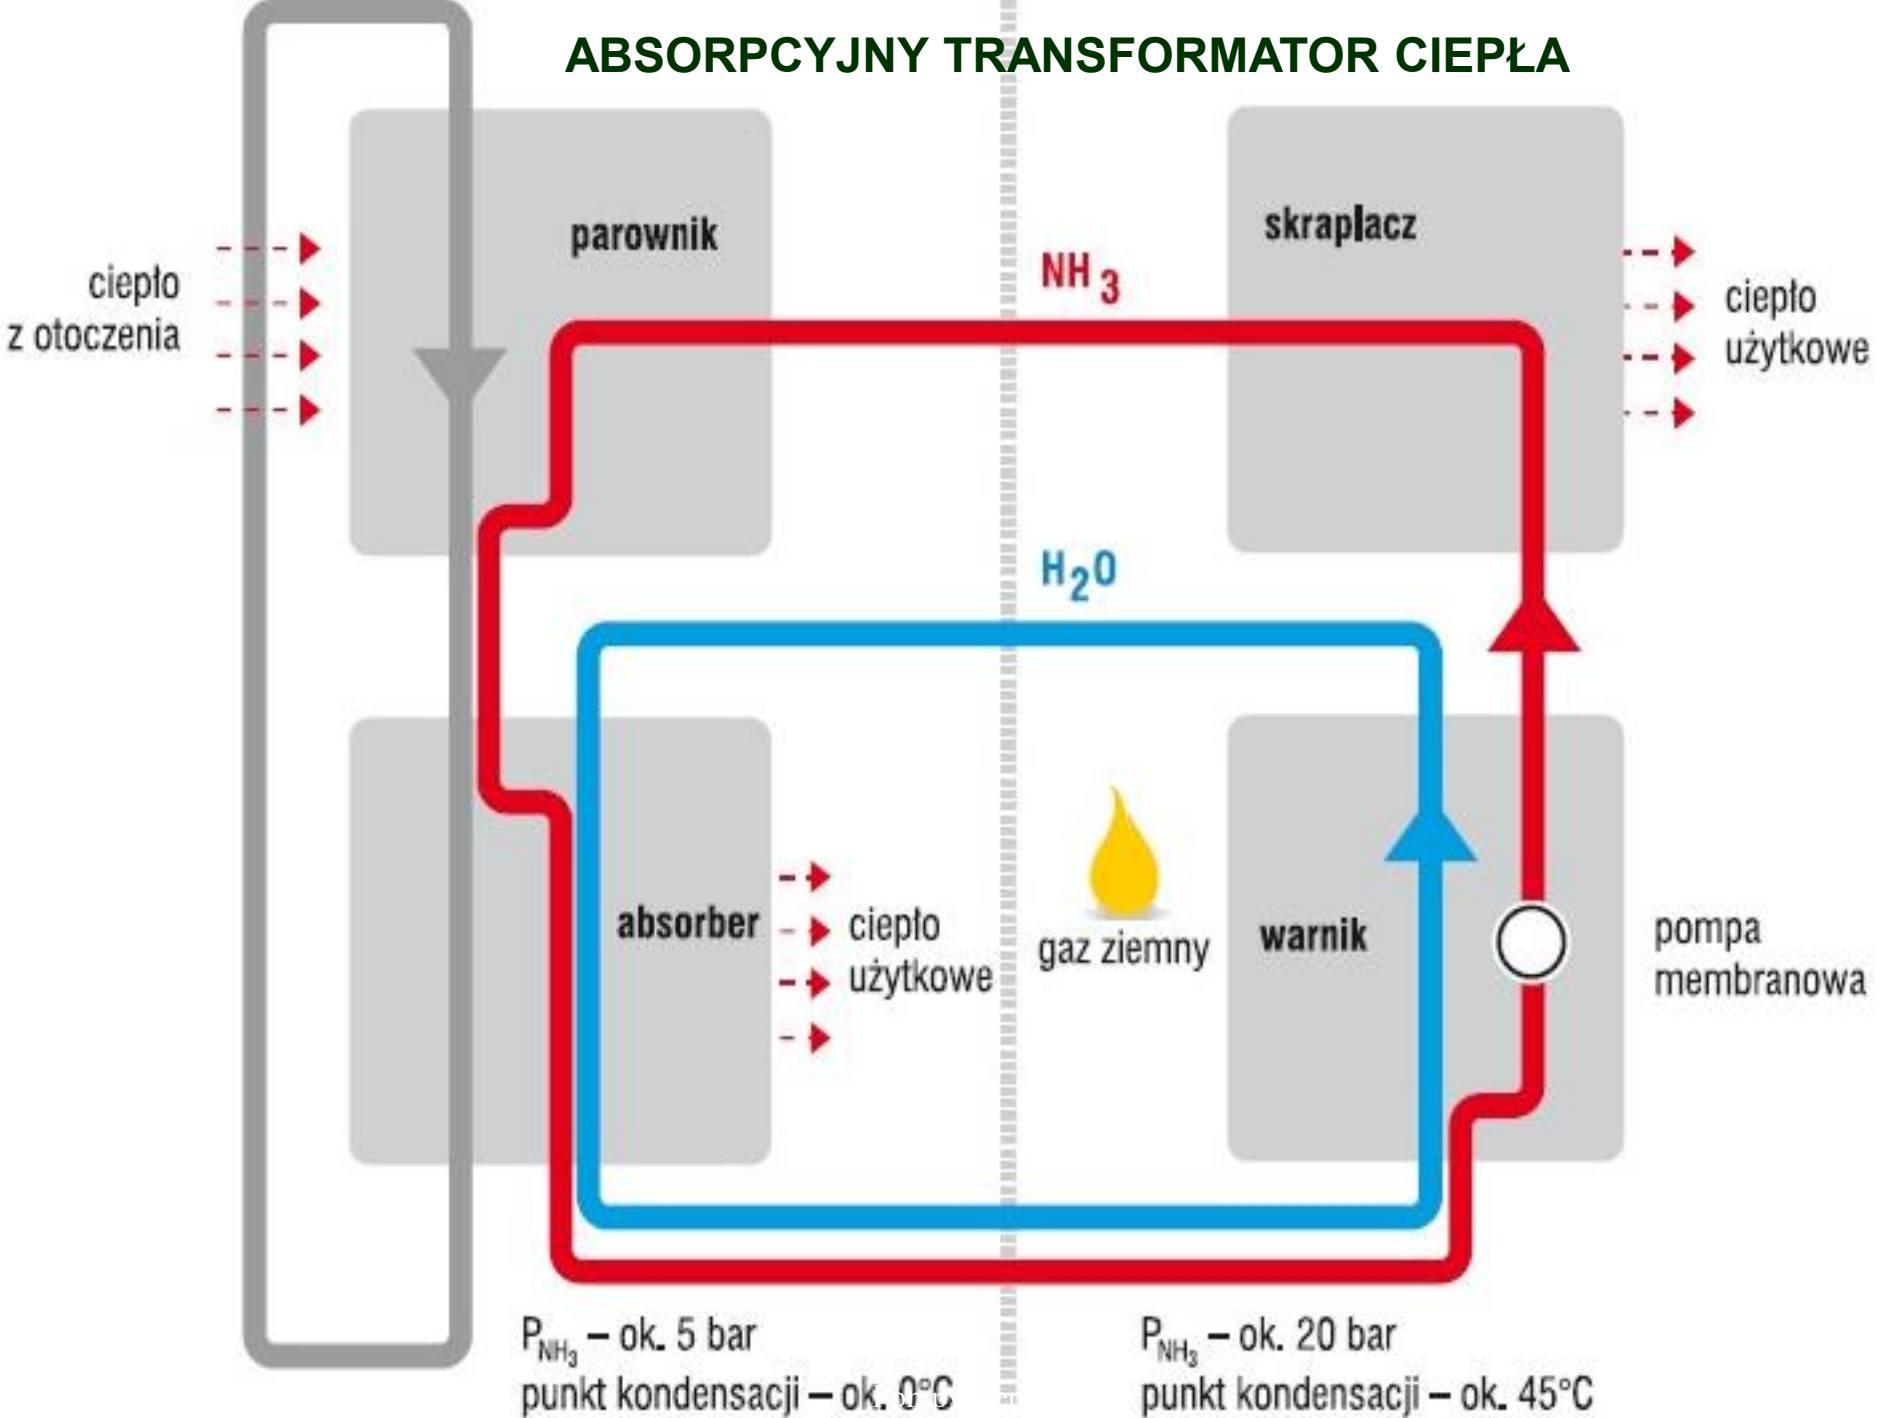 ABSORPCYJNY TRANSFORMATOR CIEPŁA
parownik
skraplacz
ciepło
z otoczenia
NH3
ciepło
użytkowe
H2O
absorber
ciepło
użytkowe
gaz ziemny
warnik
pompa
membranowa
PNH3 – ok. 5 bar
punkt kondensacji – ok. 0°C
PNH3 – ok. 20 bar
punkt kondensacji – ok. 45°C